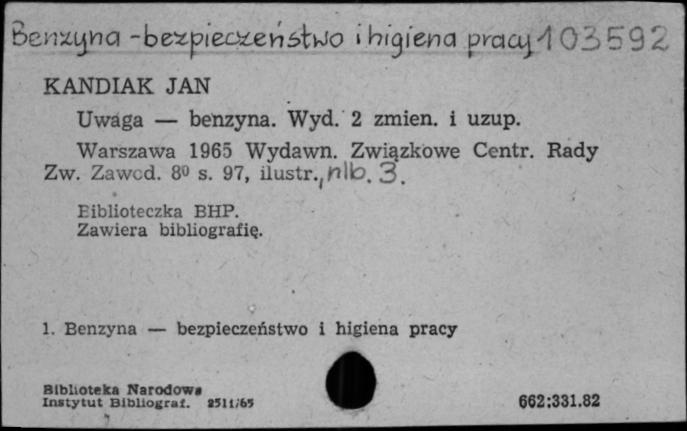 Benzyna - bezpieczeństwo i higiena pracy 103592
KANDIAK JAN
Uwaga — benzyna. Wyd. 2 zmien. i uzup.
Warszawa 1965 Wydawn. Związkowe Centr. Rady
Zw. Zawod. 8⁰ s. 97, ilustr., nlb. 3.
Biblioteczka BHP.
Zawiera bibliografię.
1. Benzyna — bezpieczeństwo i higiena pracy
Biblioteka Narodowa
Instytut Bibliograf. 2511/65
662:331.82